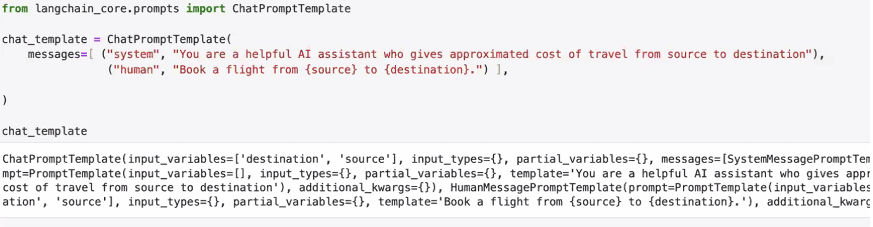 from langchain_core.prompts import ChatPromptTemplate
chat_template = ChatPromptTemplate(
messages=[ ("system", "You are a helpful AI assistant who gives approximated cost of travel from source to destination"),
("human", "Book a flight from {source} to {destination}.") ],
)
chat_template
ChatPromptTemplate(input_variables=['destination', 'source'], input_types={}, partial_variables={}, messages=[SystemMessagePromptTem
mpt=PromptTemplate(input_variables=[], input_types={}, partial_variables={}, template='You are a helpful AI assistant who gives appr
cost of travel from source to destination'), additional_kwargs={}), HumanMessagePromptTemplate(prompt=PromptTemplate(input_variables
ation', 'source'], input_types={}, partial_variables={}, template='Book a flight from {source} to {destination}.'), additional_kwarg